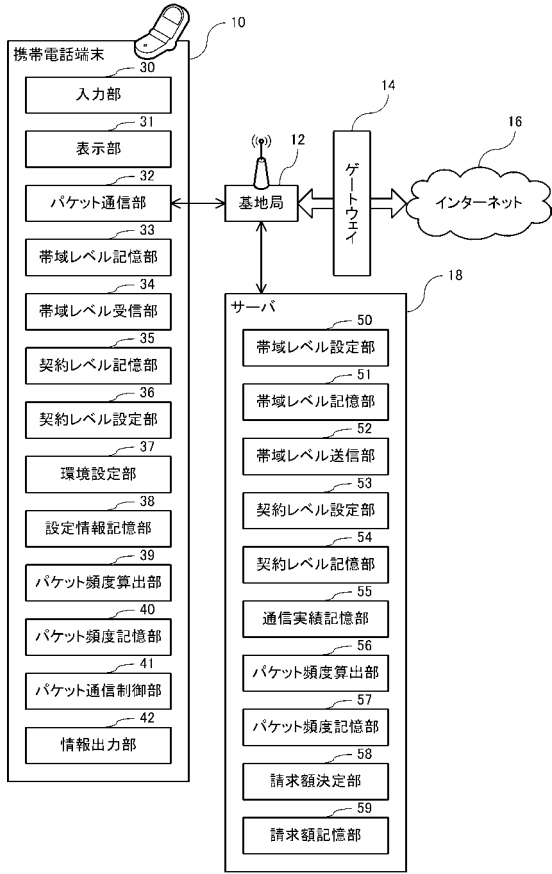 10
携帯電話端末
30
入力部
31
表示部
32
パケット通信部
33
帯域レベル記憶部
34
帯域レベル受信部
35
契約レベル記憶部
36
契約レベル設定部
37
環境設定部
38
設定情報記憶部
39
パケット頻度算出部
40
パケット頻度記憶部
41
パケット通信制御部
42
情報出力部
12
基地局
14
ゲートウェイ
16
インターネット
18
サーバ
50
帯域レベル設定部
51
帯域レベル記憶部
52
帯域レベル送信部
53
契約レベル設定部
54
契約レベル記憶部
55
通信実績記憶部
56
パケット頻度算出部
57
パケット頻度記憶部
58
請求額決定部
59
請求額記憶部